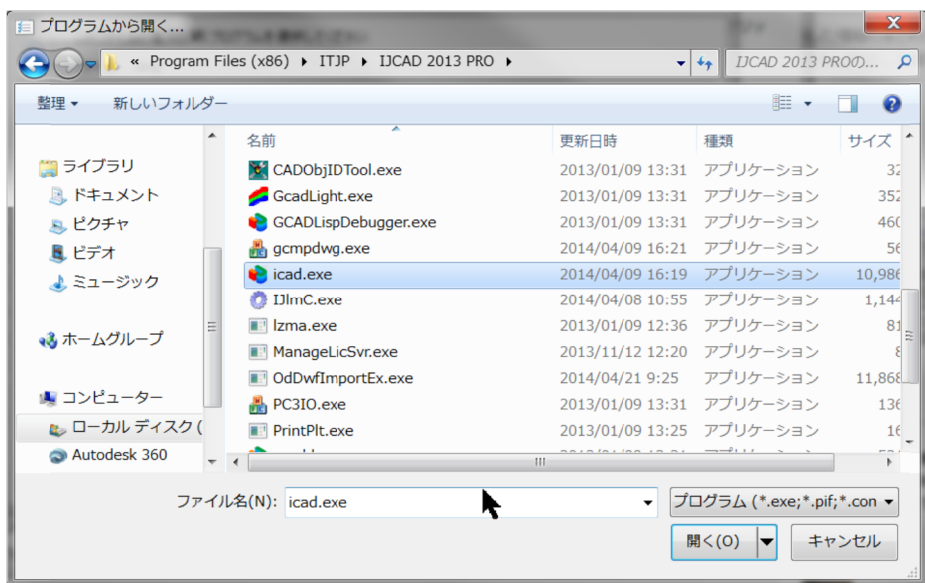 プログラムから開く...
« Program Files (x86) ▸ ITJP ▸ IJCAD 2013 PRO ▸
IJCAD 2013 PROの...
整理 新しいフォルダー
名前 更新日時 種類 サイズ
ライブラリ
ドキュメント
ピクチャ
ビデオ
ミュージック
ホームグループ
コンピューター
ローカル ディスク (
Autodesk 360
CADObjIDTool.exe 2013/01/09 13:31 アプリケーション 32
GcadLight.exe 2013/01/09 13:31 アプリケーション 352
GCADLispDebugger.exe 2013/01/09 13:31 アプリケーション 460
gcmpdwg.exe 2014/04/09 16:21 アプリケーション 56
icad.exe 2014/04/09 16:19 アプリケーション 10,986
IJlmC.exe 2014/04/08 10:55 アプリケーション 1,144
lzma.exe 2013/01/09 12:36 アプリケーション 81
ManageLicSvr.exe 2013/11/12 12:20 アプリケーション
OdDwfImportEx.exe 2014/04/21 9:25 アプリケーション 11,868
PC3IO.exe 2013/01/09 13:31 アプリケーション 136
PrintPlt.exe 2013/01/09 13:25 アプリケーション 16
ファイル名(N): icad.exe
プログラム (*.exe;*.pif;*.con
開く(O) キャンセル